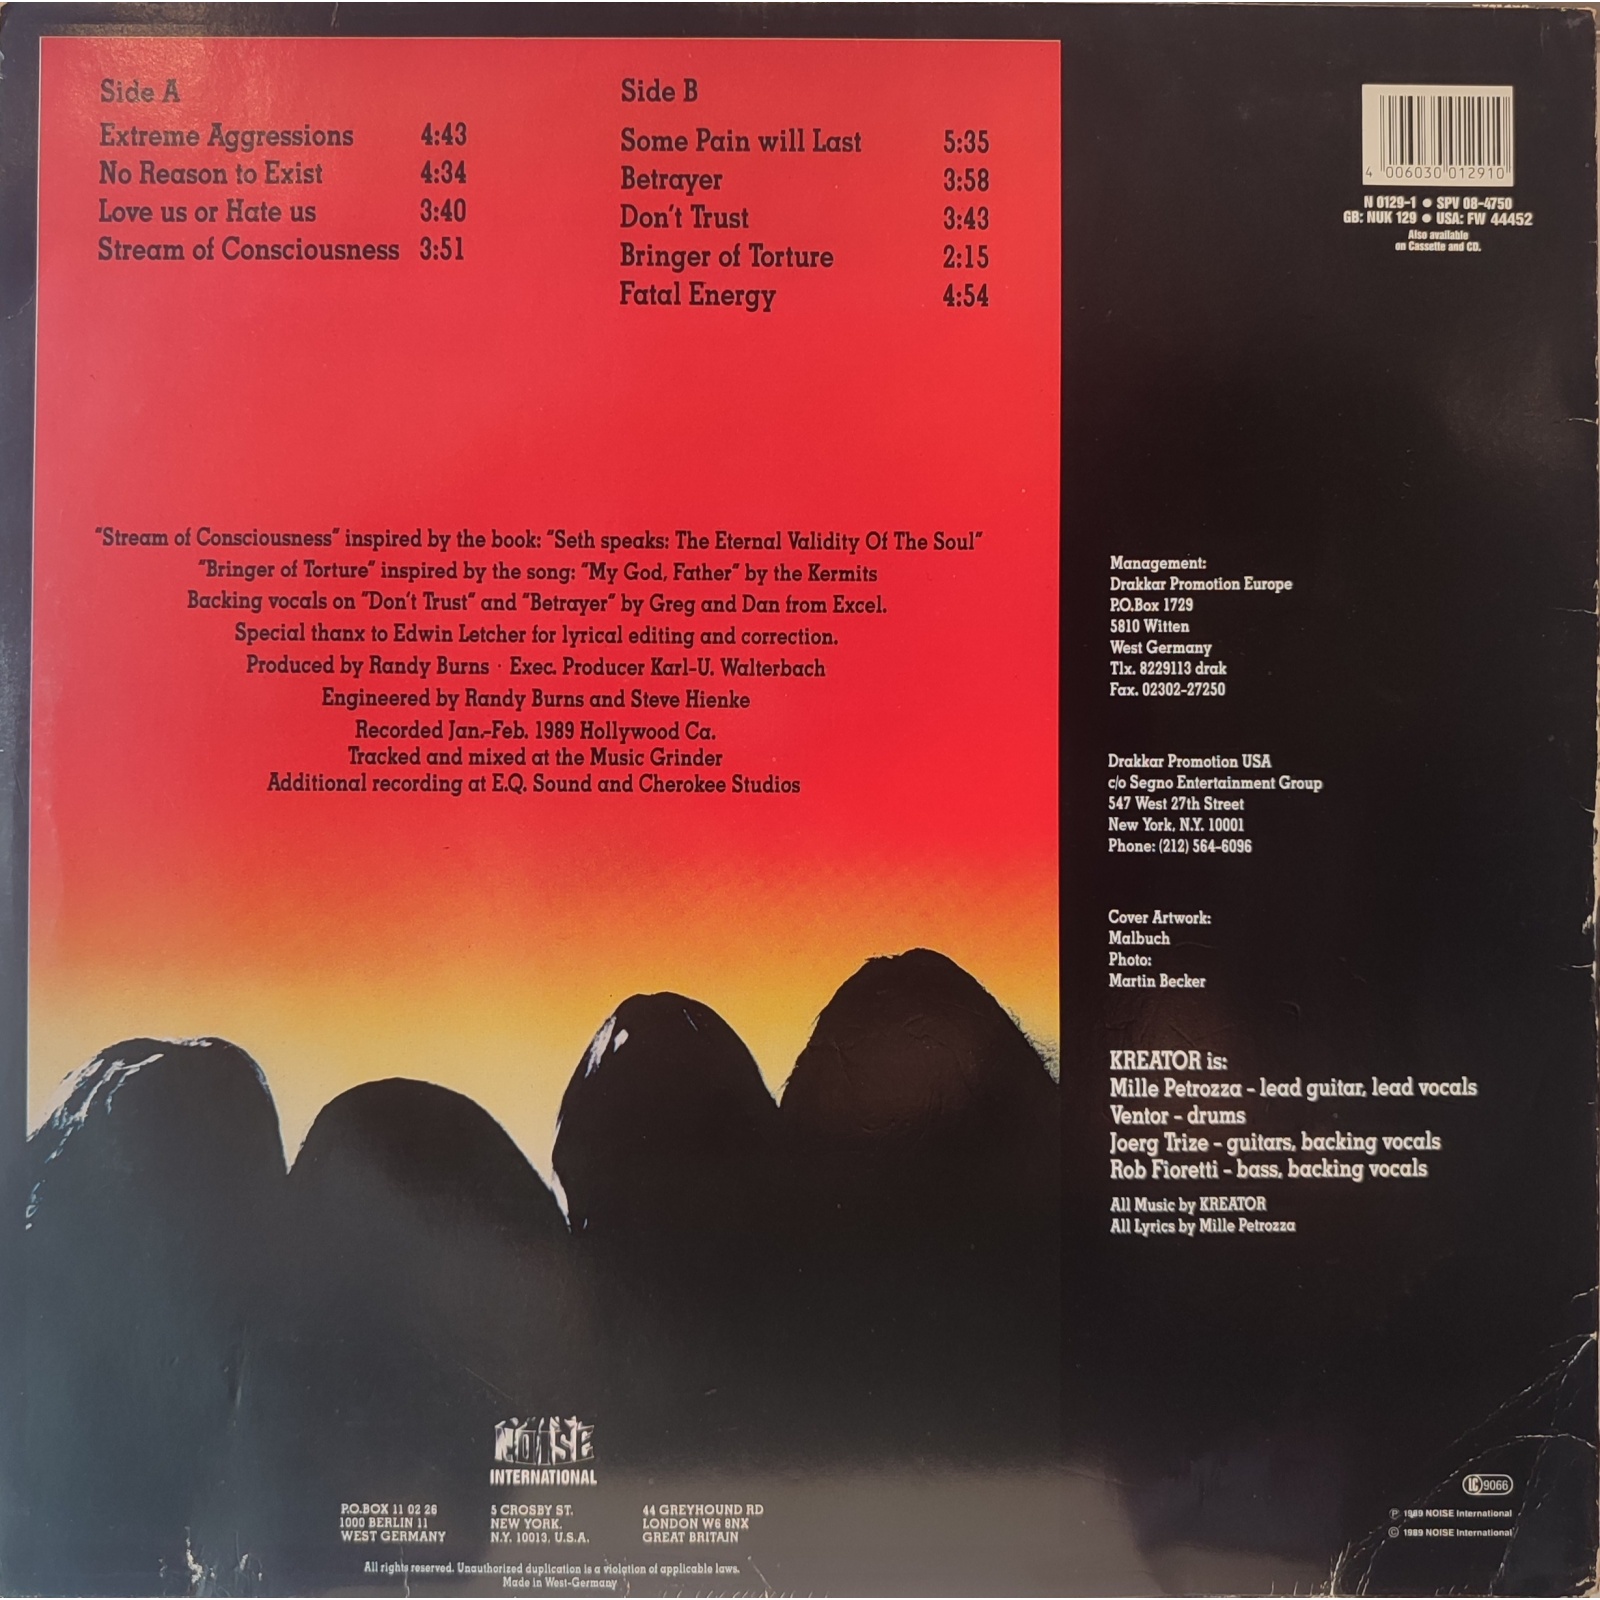 Side A
Extreme Aggressions 4:43
No Reason to Exist 4:34
Love us or Hate us 3:40
Stream of Consciousness 3:51
Side B
Some Pain will Last 5:35
Betrayer 3:58
Don't Trust 3:43
Bringer of Torture 2:15
Fatal Energy 4:54
4 006030 012910
N 0129-1 ● SPV 08-4750
GB: NUK 129 ● USA: FW 44452
Also available
on Cassette and CD.
"Stream of Consciousness" inspired by the book: "Seth speaks: The Eternal Validity Of The Soul"
"Bringer of Torture" inspired by the song: "My God, Father" by the Kermits
Backing vocals on "Don't Trust" and "Betrayer" by Greg and Dan from Excel.
Special thanx to Edwin Letcher for lyrical editing and correction.
Produced by Randy Burns · Exec. Producer Karl-U. Walterbach
Engineered by Randy Burns and Steve Hienke
Recorded Jan.-Feb. 1989 Hollywood Ca.
Tracked and mixed at the Music Grinder
Additional recording at E.Q. Sound and Cherokee Studios
Management:
Drakkar Promotion Europe
P.O.Box 1729
5810 Witten
West Germany
Tlx. 8229113 drak
Fax. 02302-27250
Drakkar Promotion USA
c/o Segno Entertainment Group
547 West 27th Street
New York, N.Y. 10001
Phone: (212) 564-6096
Cover Artwork:
Malbuch
Photo:
Martin Becker
KREATOR is:
Mille Petrozza - lead guitar, lead vocals
Ventor - drums
Joerg Trize - guitars, backing vocals
Rob Fioretti - bass, backing vocals
All Music by KREATOR
All Lyrics by Mille Petrozza
NOISE
INTERNATIONAL
P.O.BOX 11 02 26
1000 BERLIN 11
WEST GERMANY
5 CROSBY ST.
NEW YORK.
N.Y. 10013, U.S.A.
44 GREYHOUND RD
LONDON W6 8NX
GREAT BRITAIN
All rights reserved. Unauthorized duplication is a violation of applicable laws.
Made in West-Germany
LC 9066
℗ 1989 NOISE International
© 1989 NOISE International